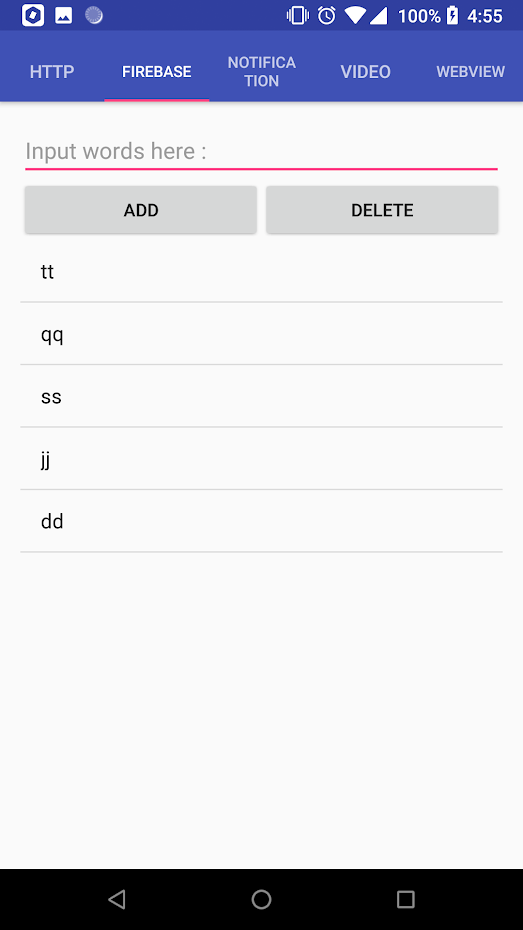 100% 4:55
HTTP
FIREBASE
NOTIFICA
TION
VIDEO
WEBVIEW
Input words here :
ADD
DELETE
tt
qq
ss
jj
dd